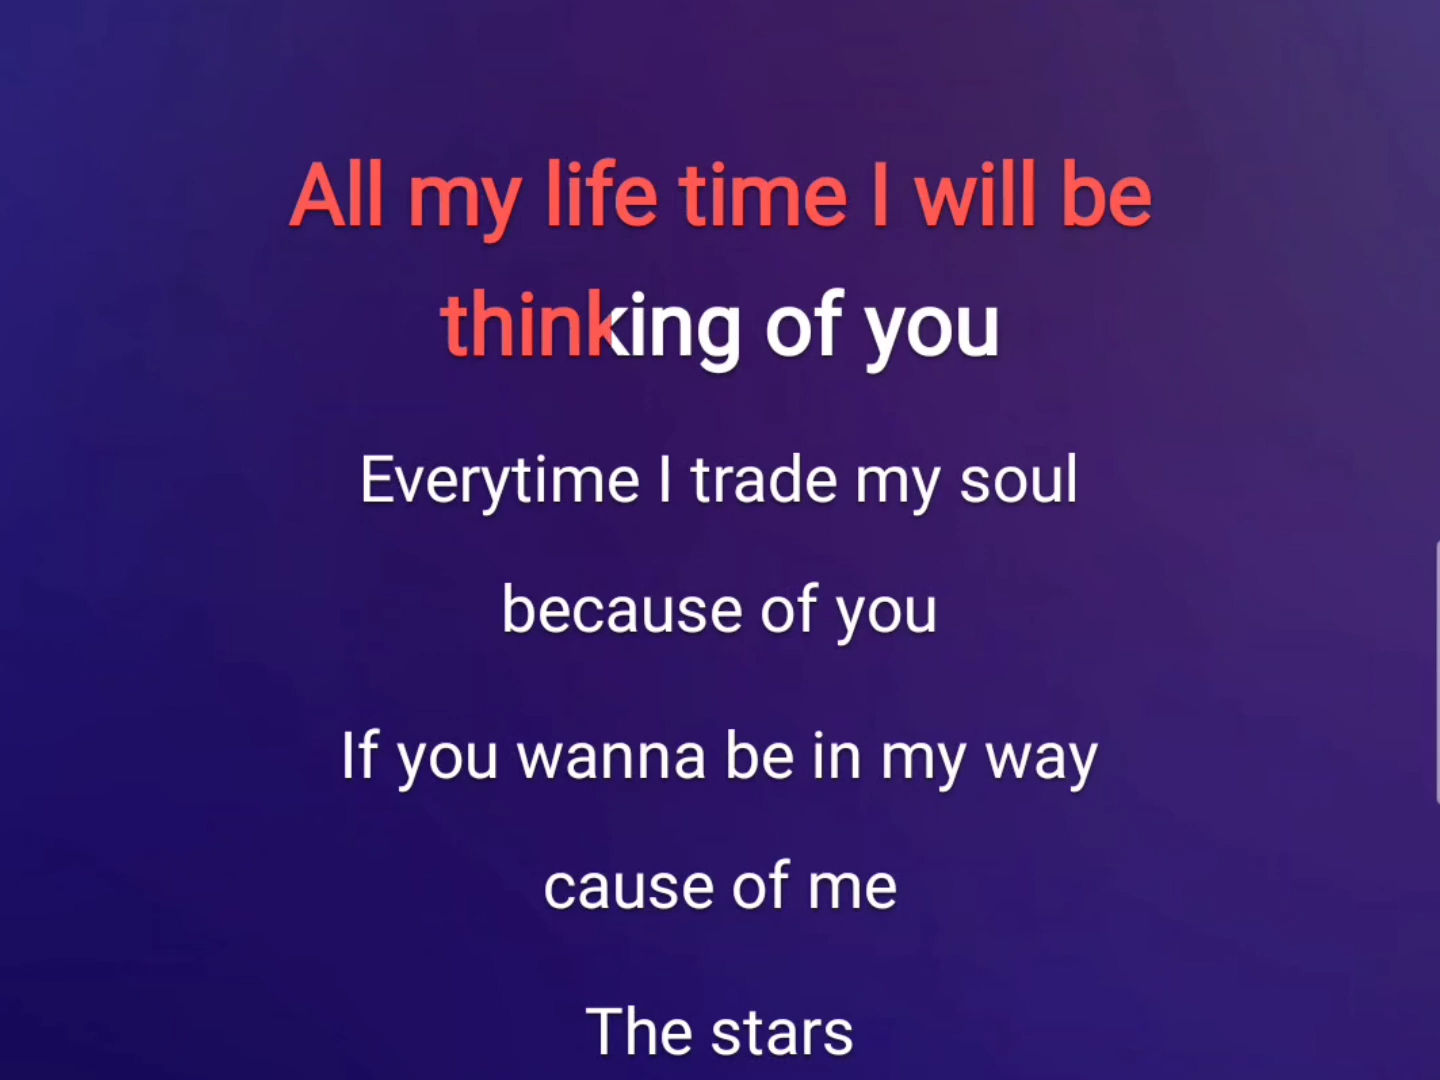 All my life time I will be
thinking of you
Everytime I trade my soul
because of you
If you wanna be in my way
cause of me
The stars